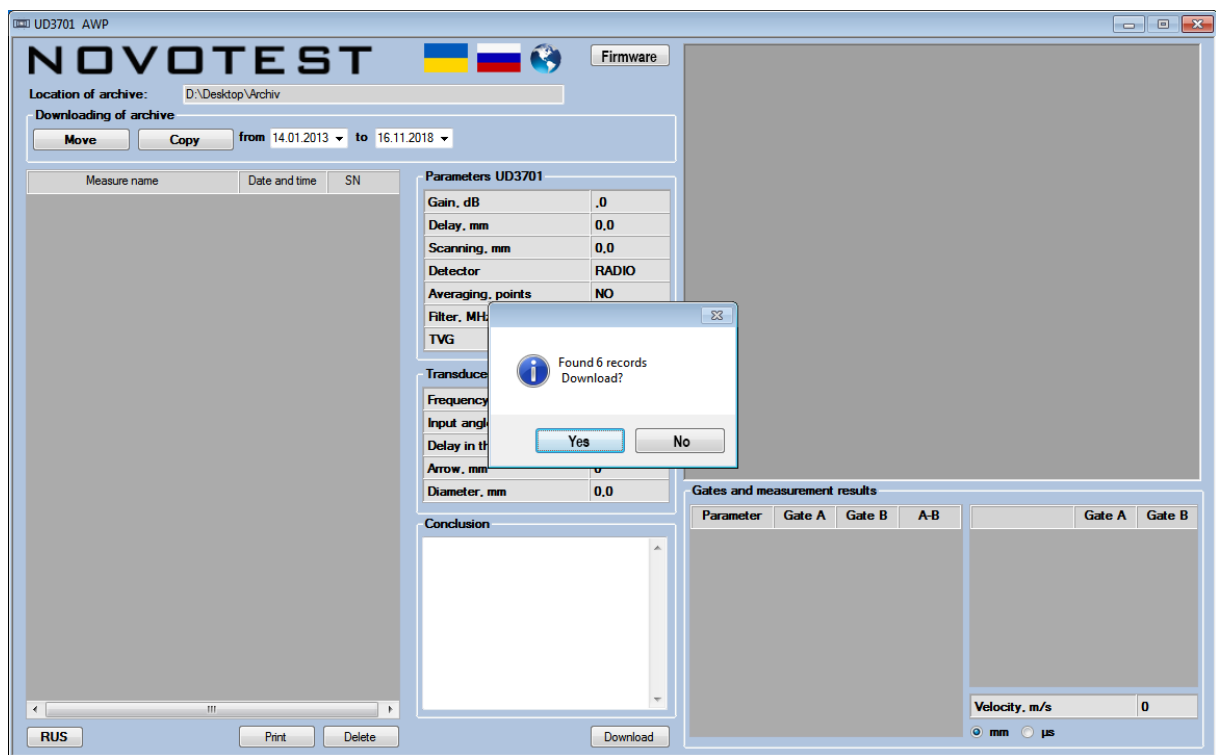 UD3701 AWP
NOVOTEST
Firmware
Location of archive: D:\Desktop\Archiv
Downloading of archive
Move Copy from 14.01.2013 to 16.11.2018
Measure name Date and time SN
Parameters UD3701
Gain, dB ,0
Delay, mm 0,0
Scanning, mm 0,0
Detector RADIO
Averaging, points NO
Filter, MHz
TVG
Found 6 records
Download?
Yes No
Transduce
Frequency
Input angl
Delay in th
Arrow, mm 0
Diameter, mm 0,0
Conclusion
Gates and measurement results
Parameter Gate A Gate B A-B Gate A Gate B
Velocity, m/s 0
mm µs
RUS Print Delete Download